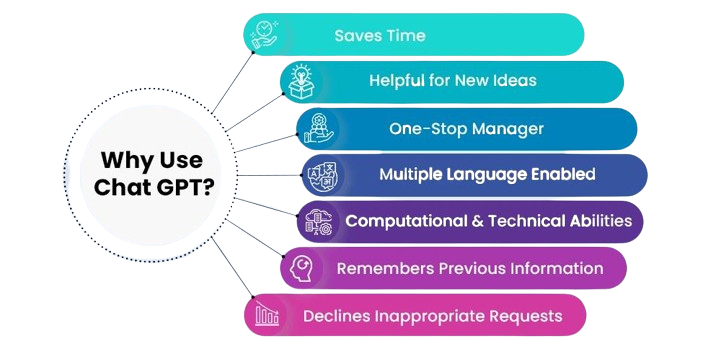 Why Use
Chat GPT?
Saves Time
Helpful for New Ideas
One-Stop Manager
Multiple Language Enabled
Computational & Technical Abilities
Remembers Previous Information
Declines Inappropriate Requests